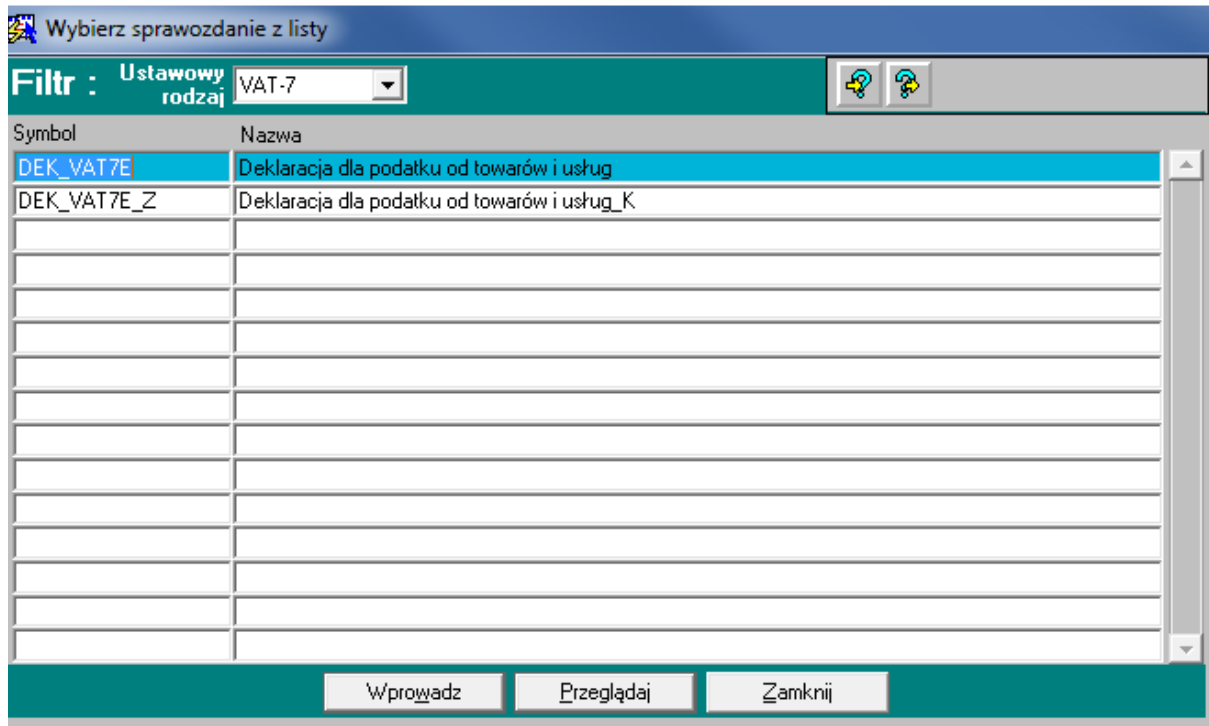 Wybierz sprawozdanie z listy
Filtr : Ustawowy rodzaj VAT-7
Symbol Nazwa
DEK_VAT7E Deklaracja dla podatku od towarów i usług
DEK_VAT7E_Z Deklaracja dla podatku od towarów i usług_K
Wprowadz Przeglądaj Zamknij